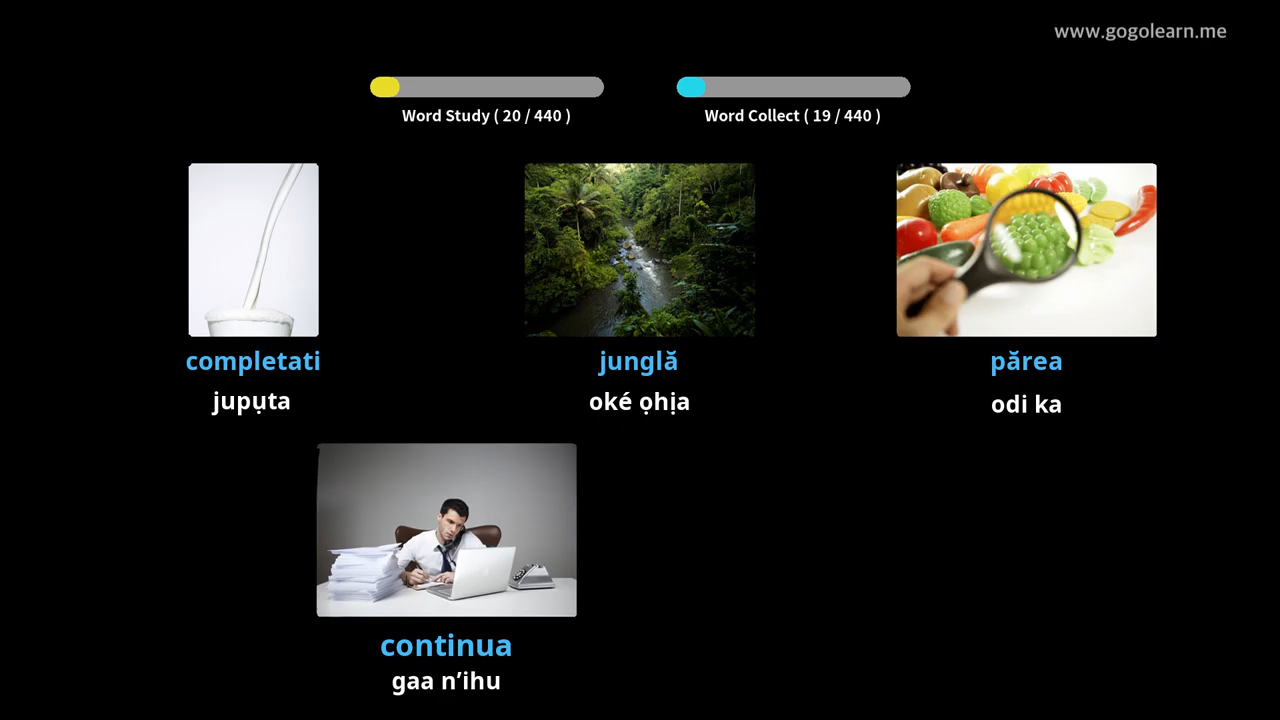 www.gogolearn.me
Word Study ( 20 / 440 )
Word Collect ( 19 / 440 )
completati
jupụta
junglă
oké ọhịa
părea
odi ka
continua
gaa n’ihu